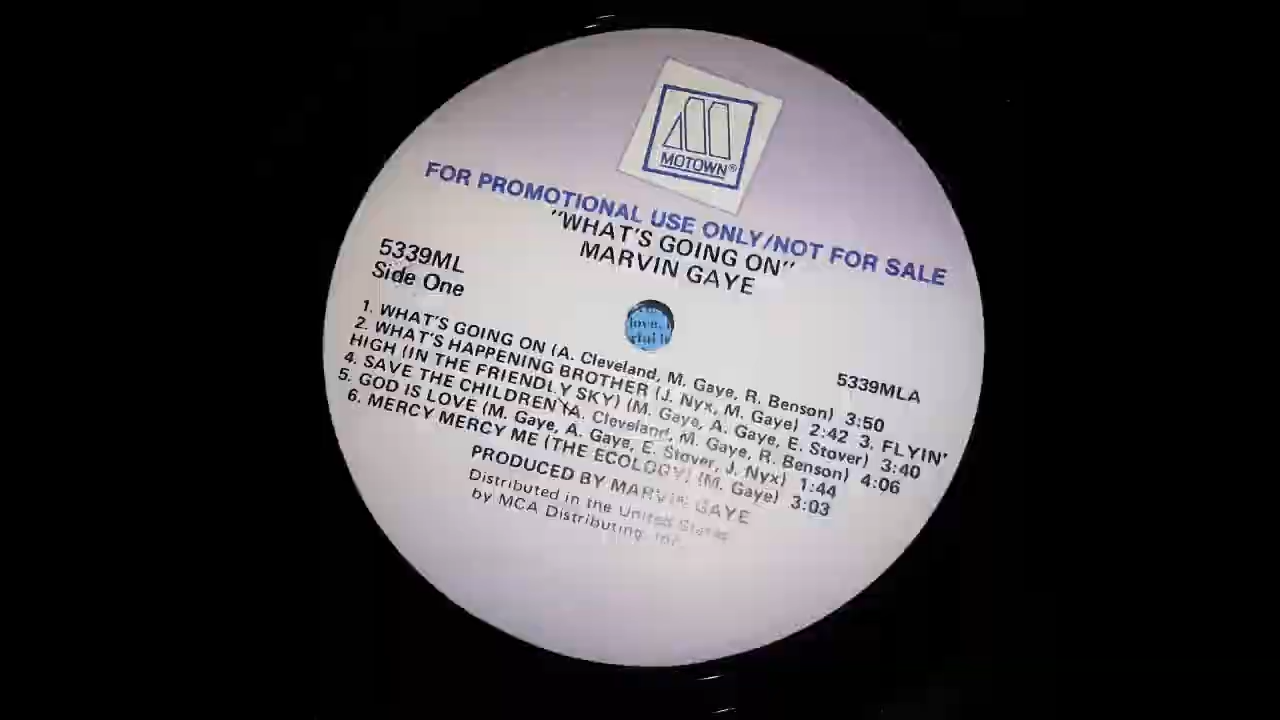 MOTOWN®
FOR PROMOTIONAL USE ONLY/NOT FOR SALE
"WHAT'S GOING ON"
MARVIN GAYE
5339ML
Side One
5339MLA
1. WHAT'S GOING ON (A. Cleveland, M. Gaye, R. Benson) 3:50
2. WHAT'S HAPPENING BROTHER (J. Nyx, M. Gaye) 2:42 3. FLYIN'
HIGH (IN THE FRIENDLY SKY) (M. Gaye, A. Gaye, E. Stover) 3:40
4. SAVE THE CHILDREN (A. Cleveland, M. Gaye, R. Benson) 4:06
5. GOD IS LOVE (M. Gaye, A. Gaye, E. Stover, J. Nyx) 1:44
6. MERCY MERCY ME (THE ECOLOGY) (M. Gaye) 3:03
PRODUCED BY MARVIN GAYE
Distributed in the United States
by MCA Distributing, Inc.
love,